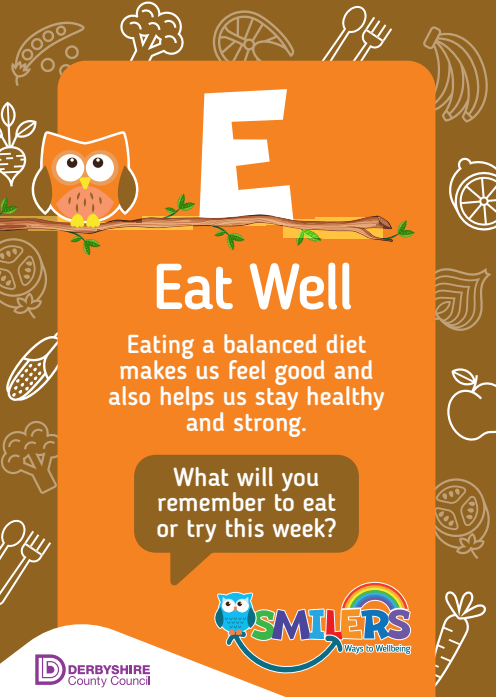 E
Eat Well
Eating a balanced diet
makes us feel good and
also helps us stay healthy
and strong.
What will you
remember to eat
or try this week?
SMILERS
Ways to Wellbeing
DERBYSHIRE
County Council